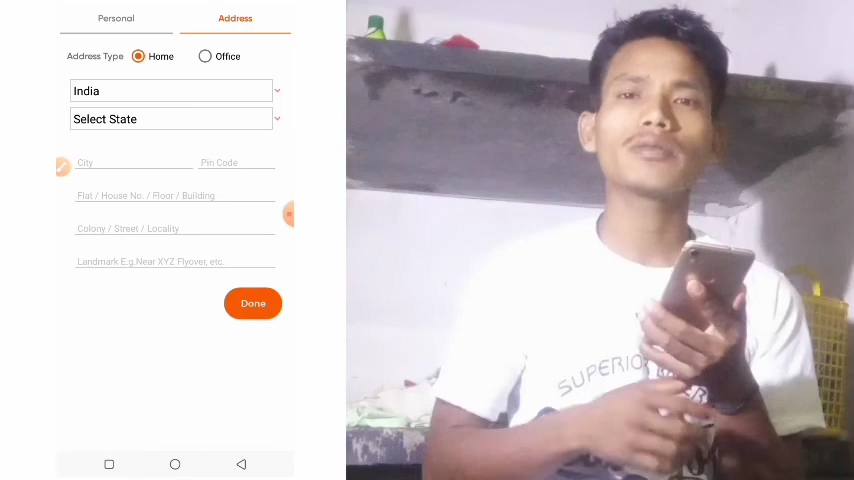 Personal Address
Address Type Home Office
India
Select State
City Pin Code
Flat / House No. / Floor / Building
Colony / Street / Locality
Landmark E.g.Near XYZ Flyover, etc.
Done
SUPERIOR